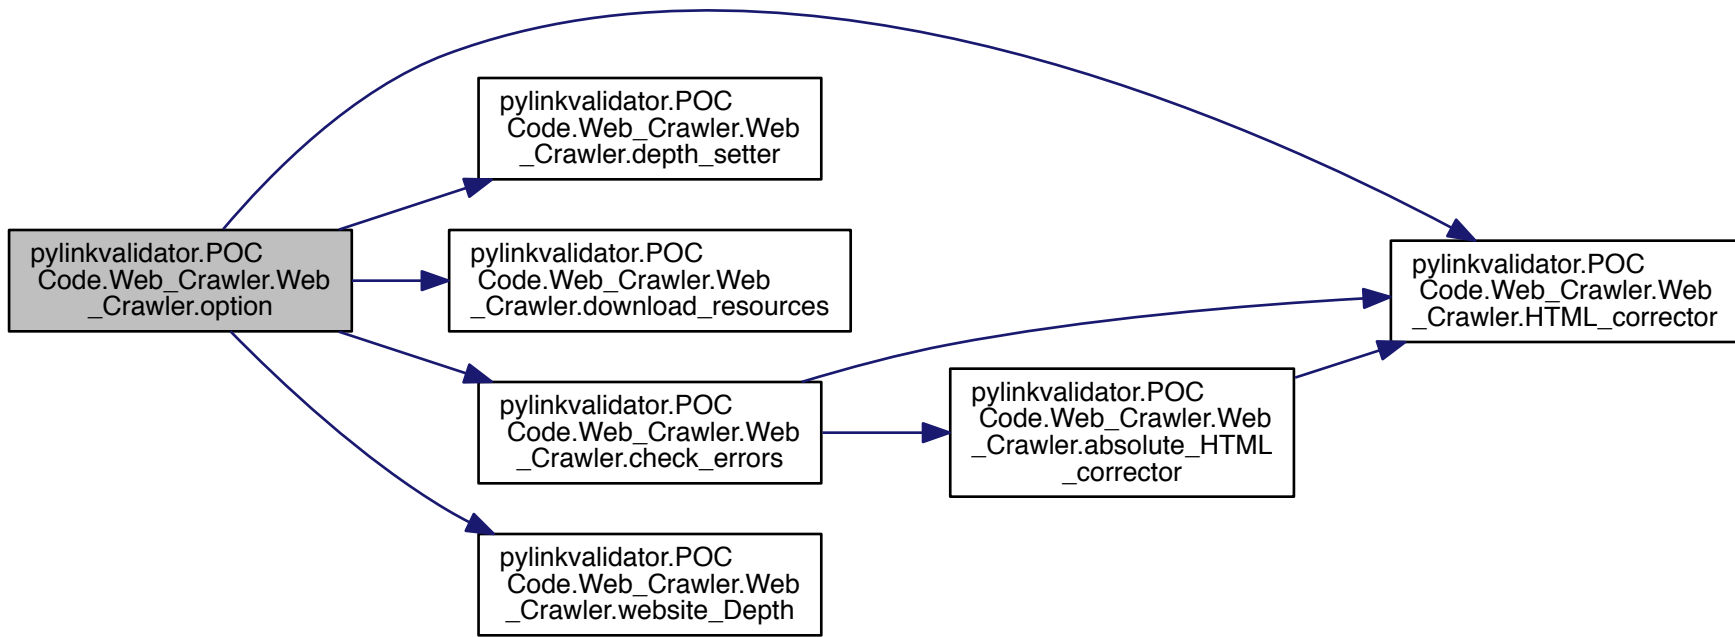 pylinkvalidator.POC
Code.Web_Crawler.Web
_Crawler.option
pylinkvalidator.POC
Code.Web_Crawler.Web
_Crawler.depth_setter
pylinkvalidator.POC
Code.Web_Crawler.Web
_Crawler.download_resources
pylinkvalidator.POC
Code.Web_Crawler.Web
_Crawler.check_errors
pylinkvalidator.POC
Code.Web_Crawler.Web
_Crawler.website_Depth
pylinkvalidator.POC
Code.Web_Crawler.Web
_Crawler.absolute_HTML
_corrector
pylinkvalidator.POC
Code.Web_Crawler.Web
_Crawler.HTML_corrector